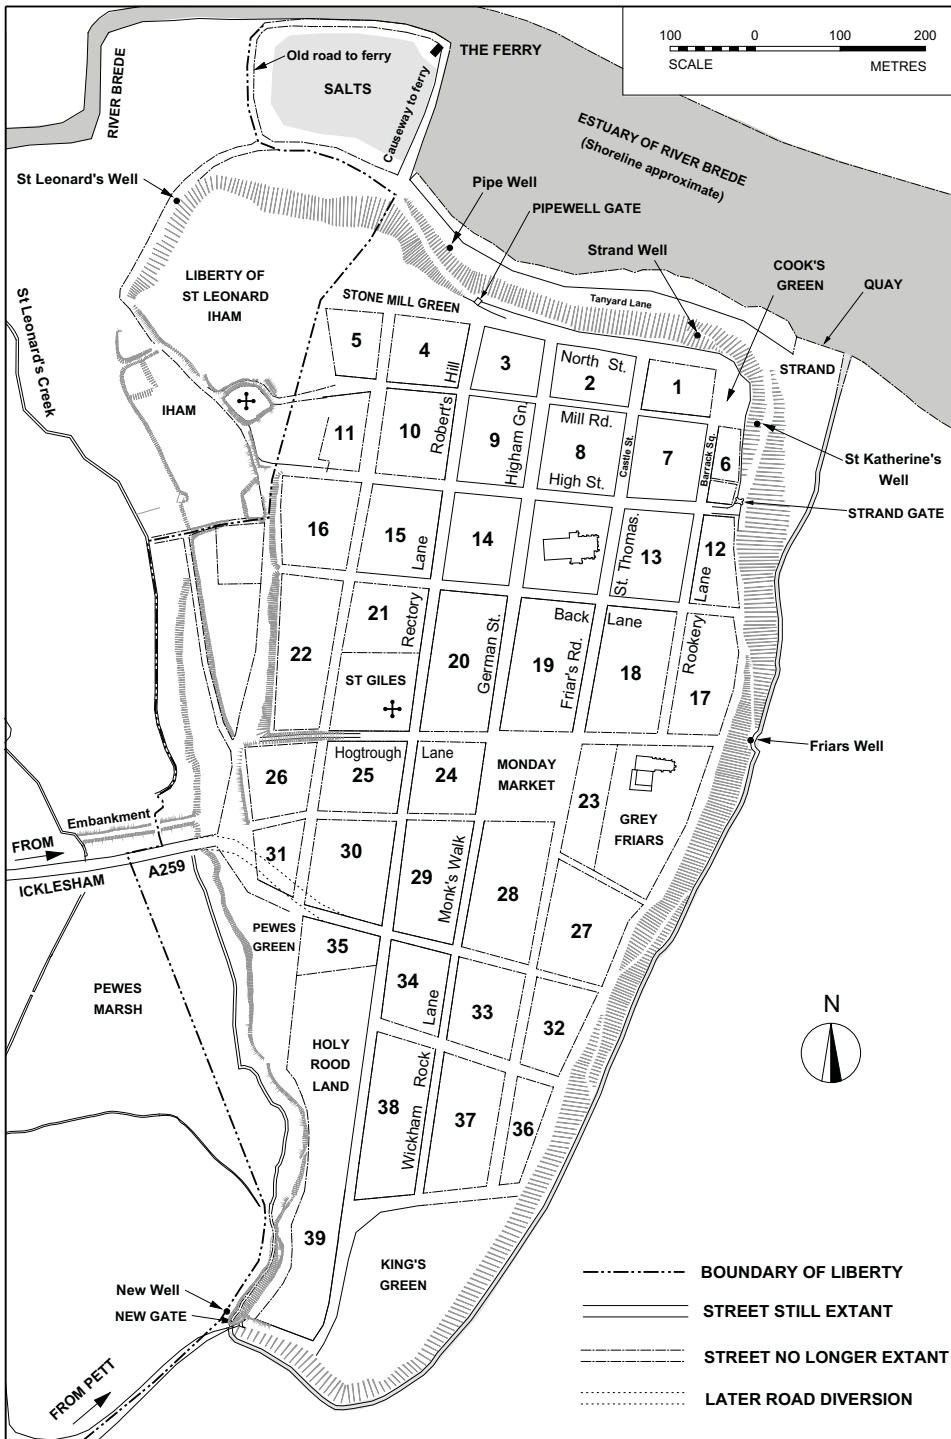 100 0 100 200
SCALE METRES
THE FERRY
Old road to ferry
SALTS
Causeway to ferry
RIVER BREDE
ESTUARY OF RIVER BREDE
(Shoreline approximate)
St Leonard's Well
Pipe Well
PIPEWELL GATE
Strand Well
COOK'S
GREEN
QUAY
LIBERTY OF
ST LEONARD
IHAM
STONE MILL GREEN
Tanyard Lane
STRAND
St Leonard's Creek
5
4
Hill
3
North St.
2
1
IHAM
11
10
Robert's
9
Higham Gn.
Mill Rd.
8
High St.
Castle St.
7
Barrack Sq.
6
St Katherine's
Well
STRAND GATE
16
15
Lane
14
St. Thomas.
13
12
Lane
21
Rectory
Back Lane
22
20
German St.
19
Friar's Rd.
18
Rookery
17
ST GILES
Friars Well
Hogtrough Lane
26
25
24
MONDAY
MARKET
23
GREY
FRIARS
Embankment
FROM
ICKLESHAM
A259
31
30
29
Monk's Walk
28
27
PEWES
GREEN
35
PEWES
MARSH
34
Lane
33
32
N
HOLY
ROOD
LAND
38
Wickham Rock
37
36
39
KING'S
GREEN
New Well
NEW GATE
FROM PETT
BOUNDARY OF LIBERTY
STREET STILL EXTANT
STREET NO LONGER EXTANT
LATER ROAD DIVERSION